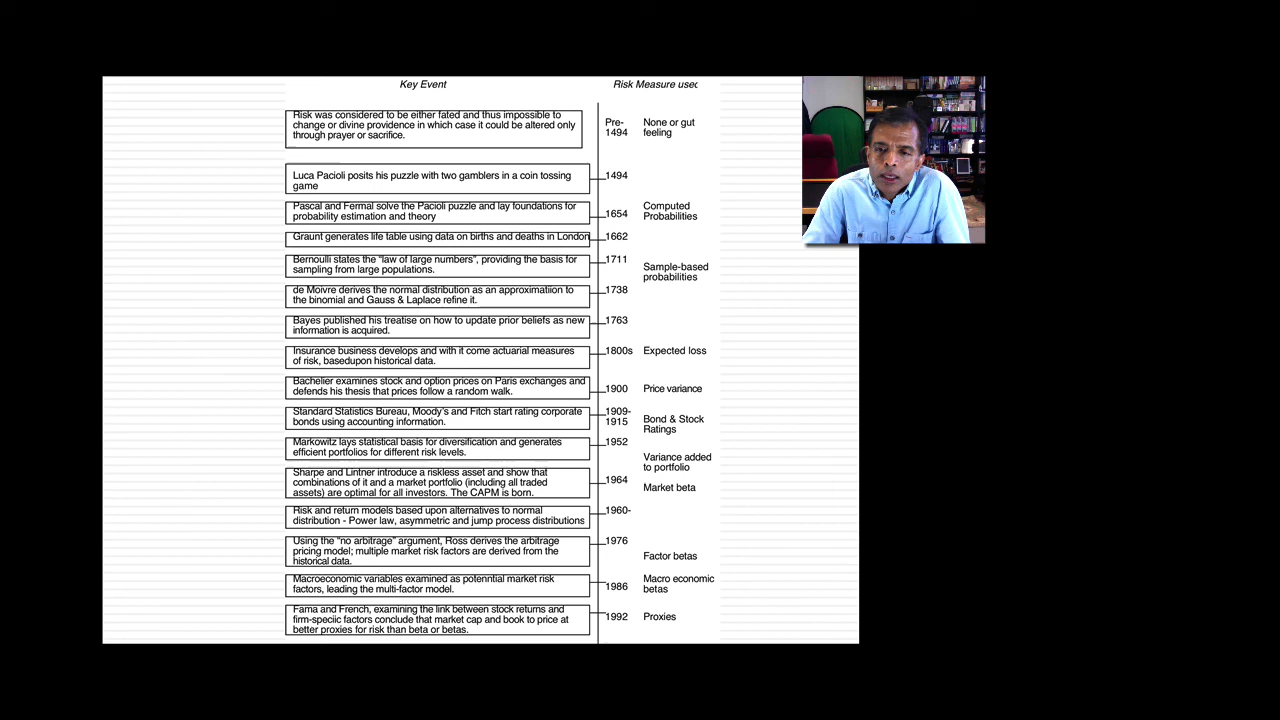 Key Event
Risk Measure used
Risk was considered to be either fated and thus impossible to
change or divine providence in which case it could be altered only
through prayer or sacrifice.
Pre-
1494
None or gut
feeling
Luca Pacioli posits his puzzle with two gamblers in a coin tossing
game
1494
Pascal and Fermal solve the Pacioli puzzle and lay foundations for
probability estimation and theory
1654
Computed
Probabilities
Graunt generates life table using data on births and deaths in London
1662
Bernoulli states the “law of large numbers”, providing the basis for
sampling from large populations.
1711
Sample-based
probabilities
de Moivre derives the normal distribution as an approximatiion to
the binomial and Gauss & Laplace refine it.
1738
Bayes published his treatise on how to update prior beliefs as new
information is acquired.
1763
Insurance business develops and with it come actuarial measures
of risk, basedupon historical data.
1800s
Expected loss
Bachelier examines stock and option prices on Paris exchanges and
defends his thesis that prices follow a random walk.
1900
Price variance
Standard Statistics Bureau, Moody’s and Fitch start rating corporate
bonds using accounting information.
1909-
1915
Bond & Stock
Ratings
Markowitz lays statistical basis for diversification and generates
efficient portfolios for different risk levels.
1952
Variance added
to portfolio
Sharpe and Lintner introduce a riskless asset and show that
combinations of it and a market portfolio (including all traded
assets) are optimal for all investors. The CAPM is born.
1964
Market beta
Risk and return models based upon alternatives to normal
distribution - Power law, asymmetric and jump process distributions
1960-
Using the “no arbitrage” argument, Ross derives the arbitrage
pricing model; multiple market risk factors are derived from the
historical data.
1976
Factor betas
Macroeconomic variables examined as potenntial market risk
factors, leading the multi-factor model.
1986
Macro economic
betas
Fama and French, examining the link between stock returns and
firm-speciic factors conclude that market cap and book to price at
better proxies for risk than beta or betas.
1992
Proxies